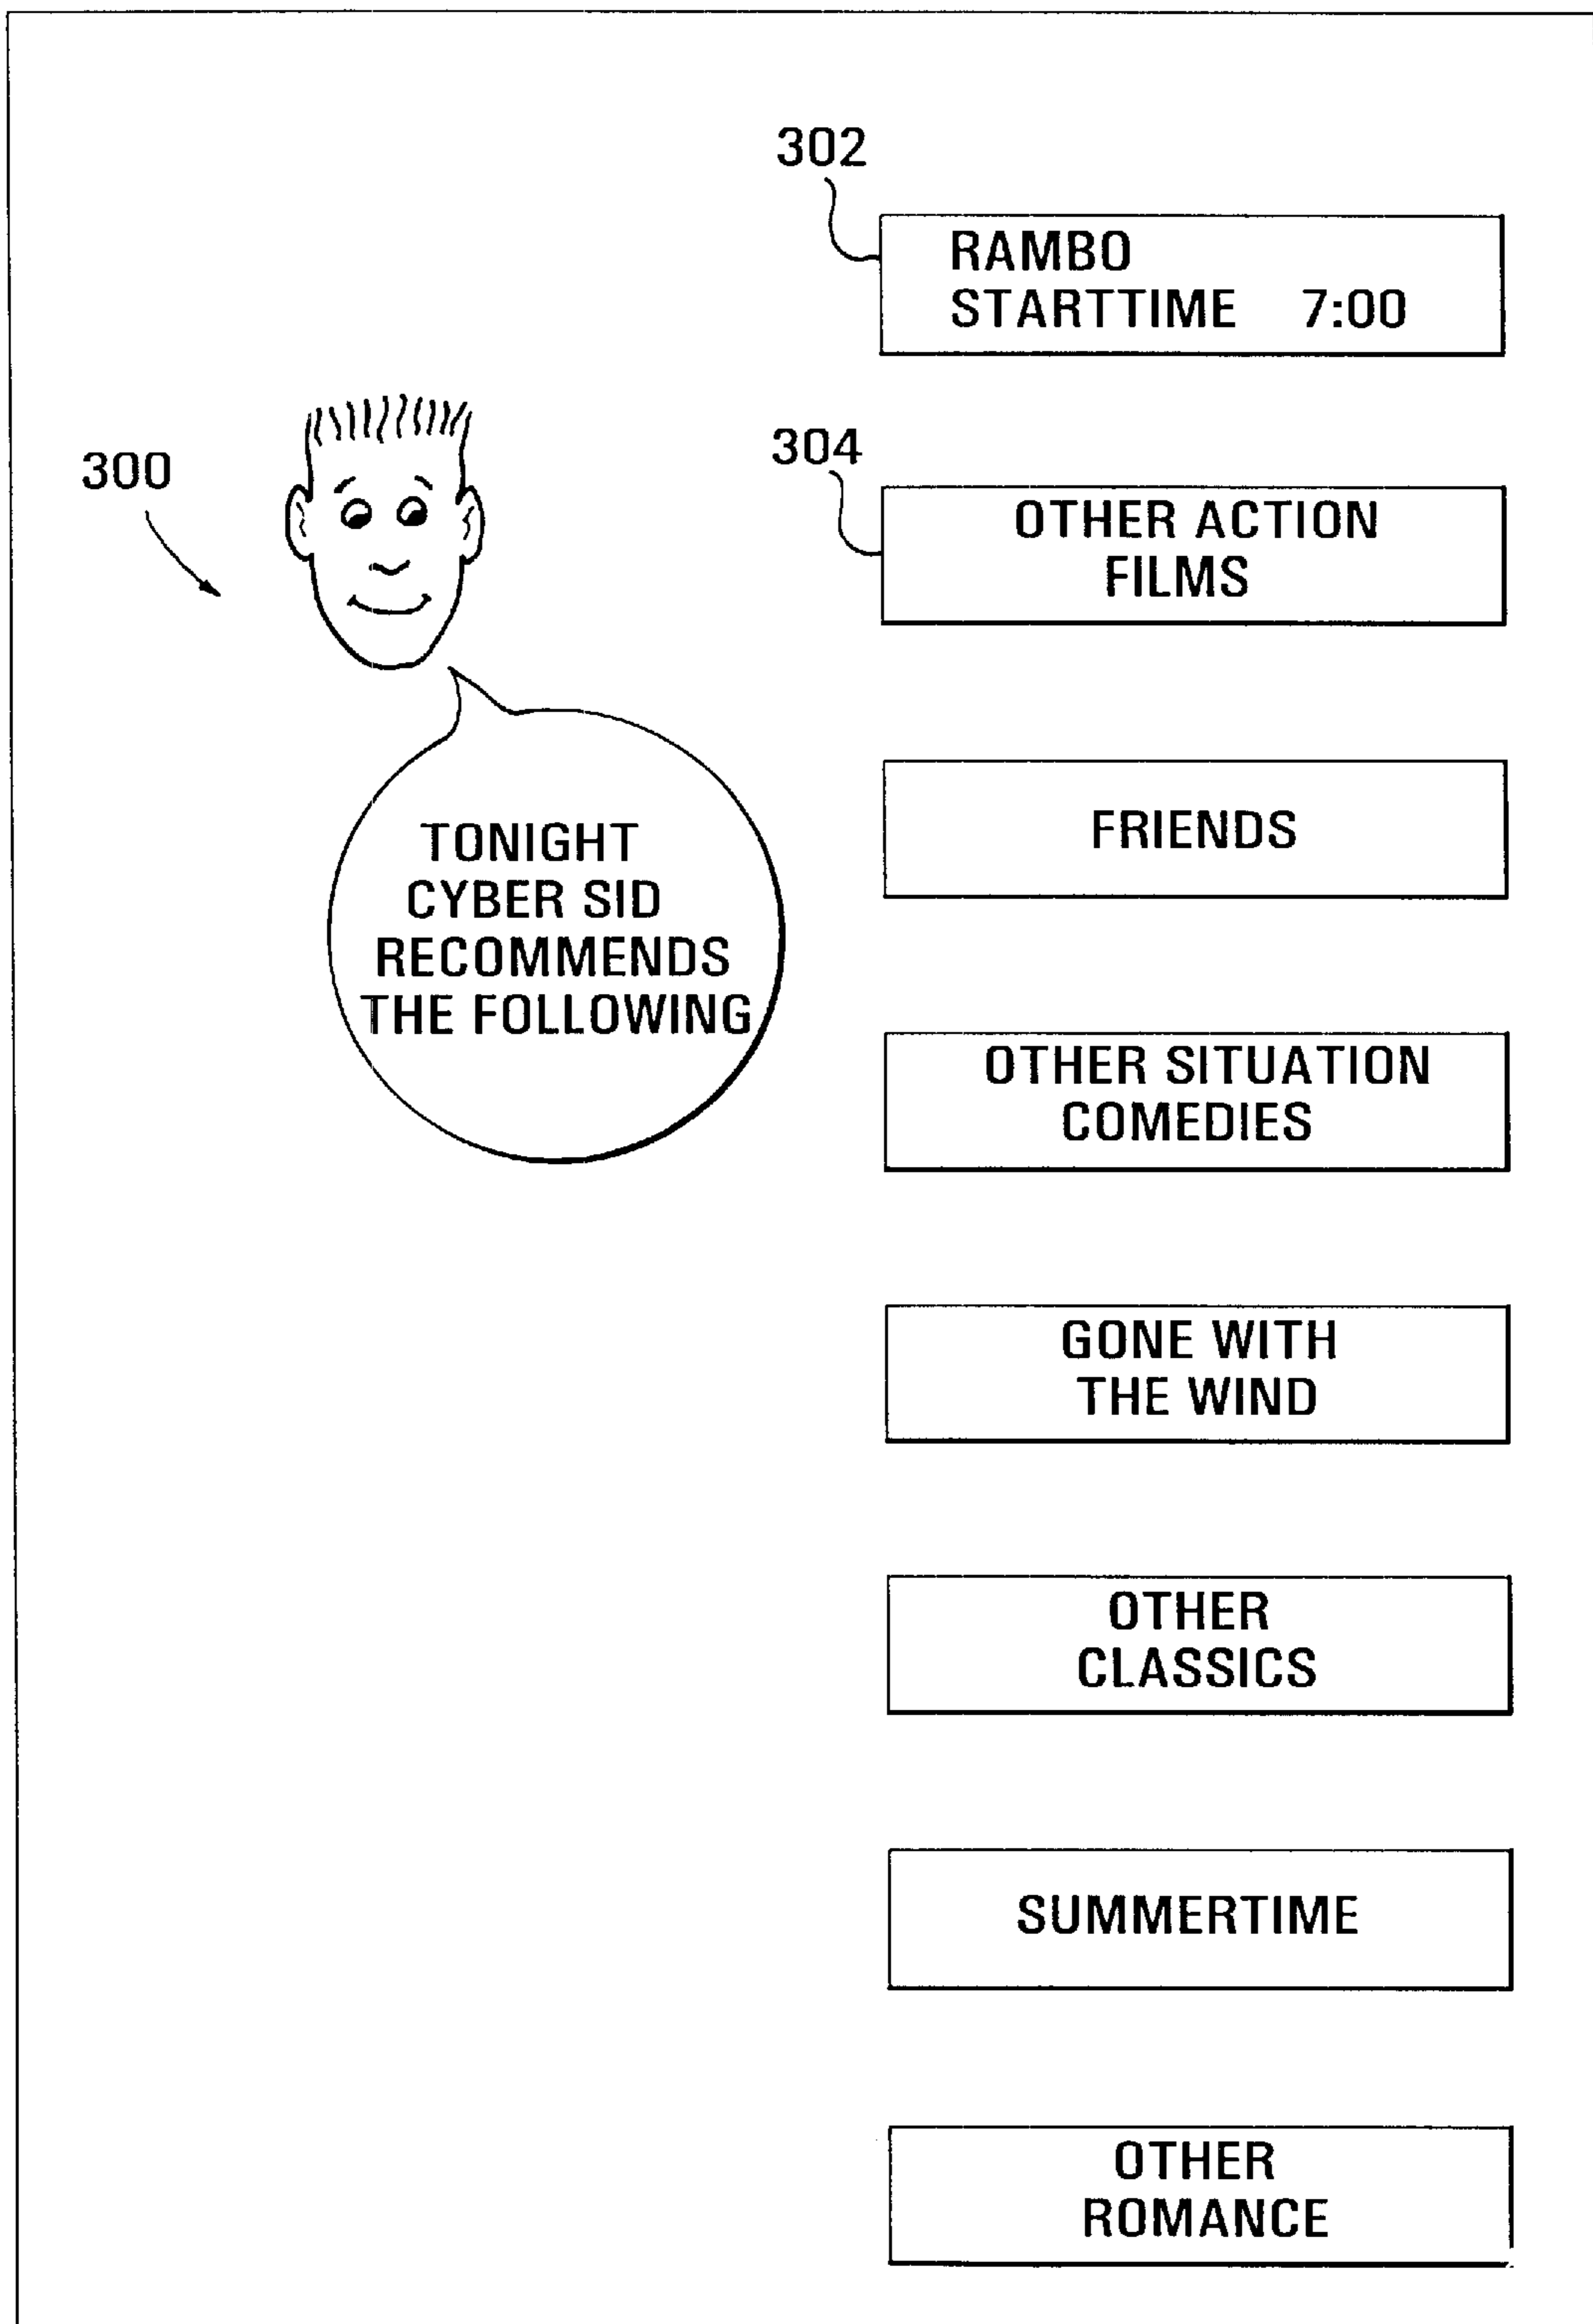 302
RAMBO
STARTTIME 7:00
300
304
OTHER ACTION
FILMS
FRIENDS
TONIGHT
CYBER SID
RECOMMENDS
THE FOLLOWING
OTHER SITUATION
COMEDIES
GONE WITH
THE WIND
OTHER
CLASSICS
SUMMERTIME
OTHER
ROMANCE